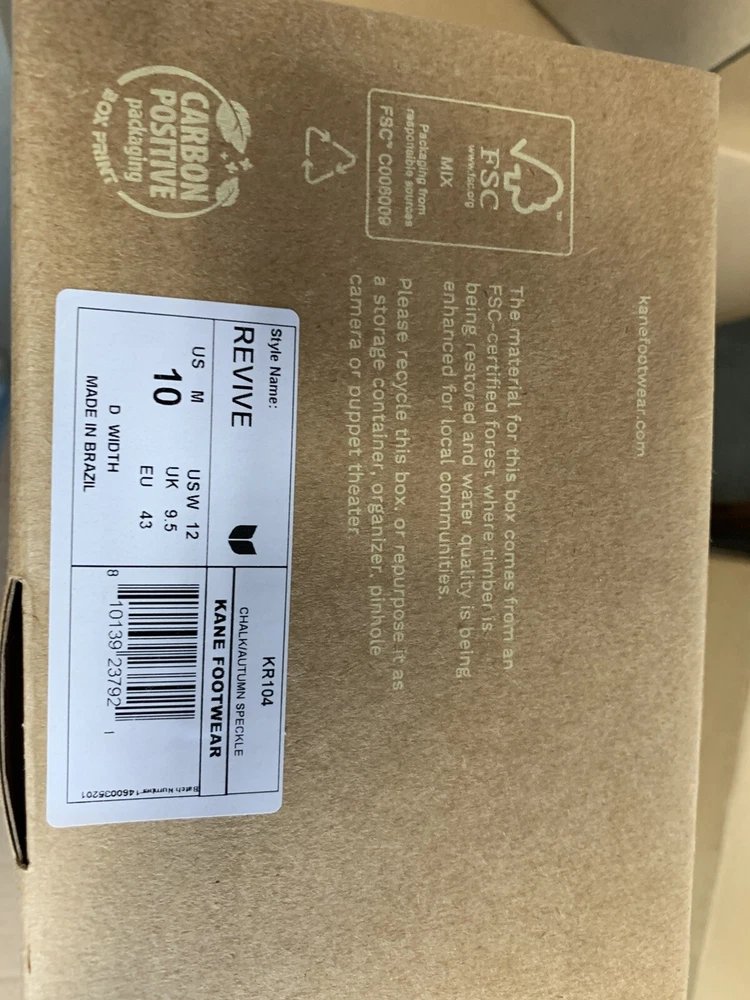 kanefootwear.com
FSC
www.fsc.org
MIX
Packaging from
responsible sources
FSC® C008009
The material for this box comes from an
FSC-certified forest where timber is
being restored and water quality is being
enhanced for local communities.
Please recycle this box, or repurpose it as
a storage container, organizer, pinhole
camera or puppet theater.
CARBON
POSITIVE
packaging
BOX PRINT
Style Name:
REVIVE
KR104
CHALK/AUTUMN SPECKLE
KANE FOOTWEAR
US M
10
US W 12
UK 9.5
EU 43
D WIDTH
MADE IN BRAZIL
8 10139 23792 1
Batch Number 1460035201